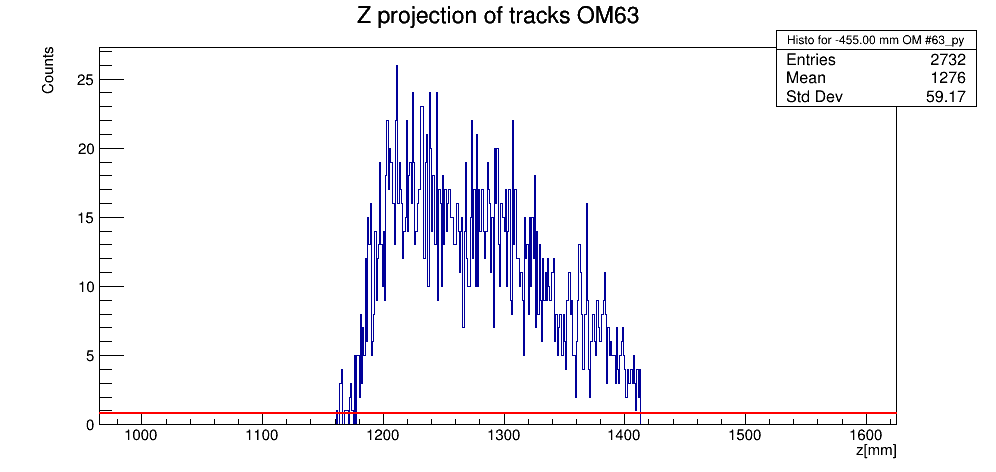 Z projection of tracks OM63
Histo for -455.00 mm OM #63_py
Entries 2732
Mean 1276
Std Dev 59.17
Counts
25
20
15
10
5
0
1000 1100 1200 1300 1400 1500 1600
z[mm]